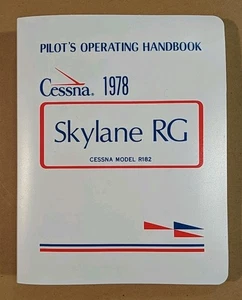 PILOT'S OPERATING HANDBOOK
Cessna® 1978
Skylane RG
CESSNA MODEL R182